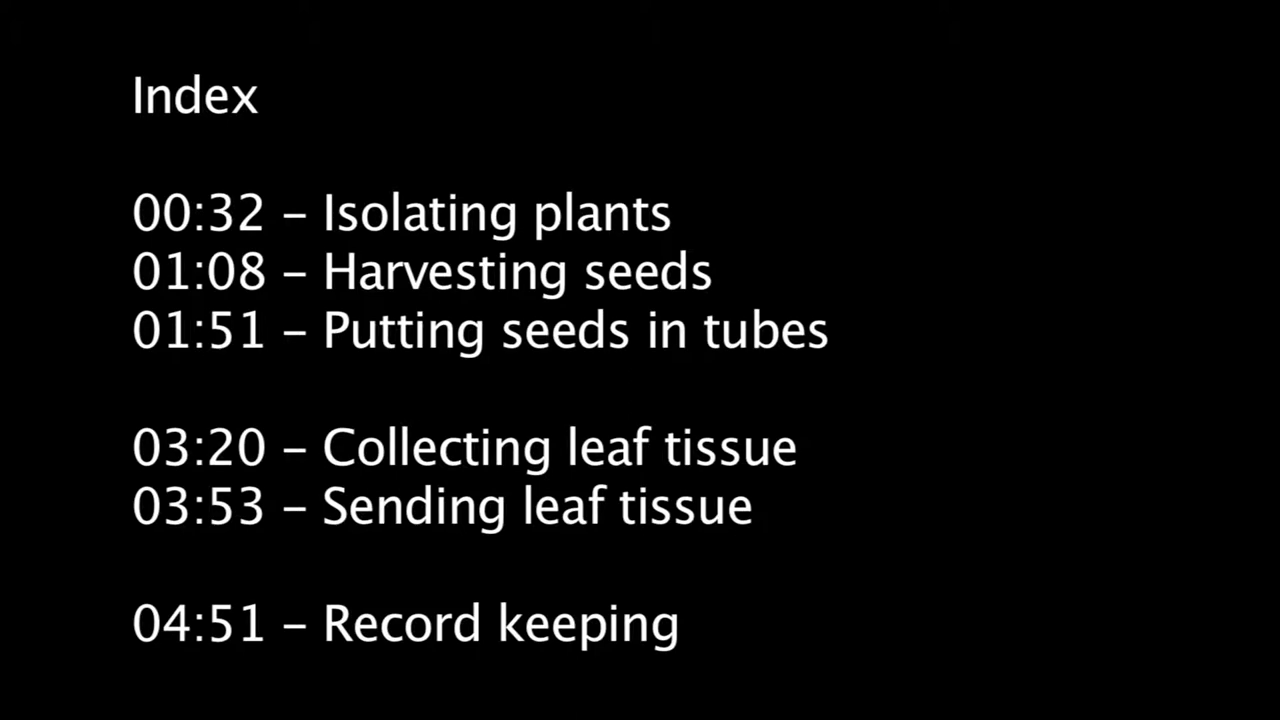 Index
00:32 – Isolating plants
01:08 – Harvesting seeds
01:51 – Putting seeds in tubes
03:20 – Collecting leaf tissue
03:53 – Sending leaf tissue
04:51 – Record keeping